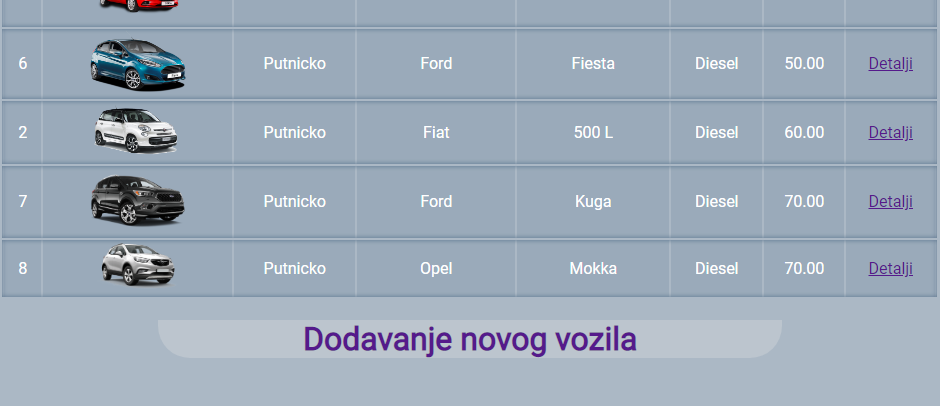 6 Putnicko Ford Fiesta Diesel 50.00 Detalji
2 Putnicko Fiat 500 L Diesel 60.00 Detalji
7 Putnicko Ford Kuga Diesel 70.00 Detalji
8 Putnicko Opel Mokka Diesel 70.00 Detalji
Dodavanje novog vozila